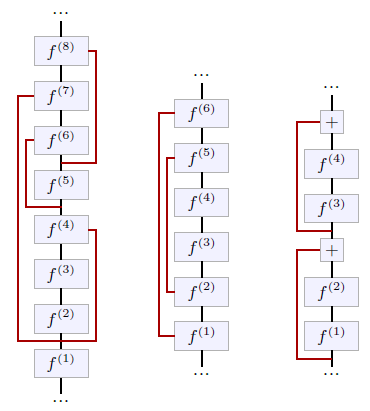 ...
f^(8)
f^(7)
f^(6)
f^(5)
f^(4)
f^(3)
f^(2)
f^(1)
...
...
f^(6)
f^(5)
f^(4)
f^(3)
f^(2)
f^(1)
...
...
+
f^(4)
f^(3)
+
f^(2)
f^(1)
...